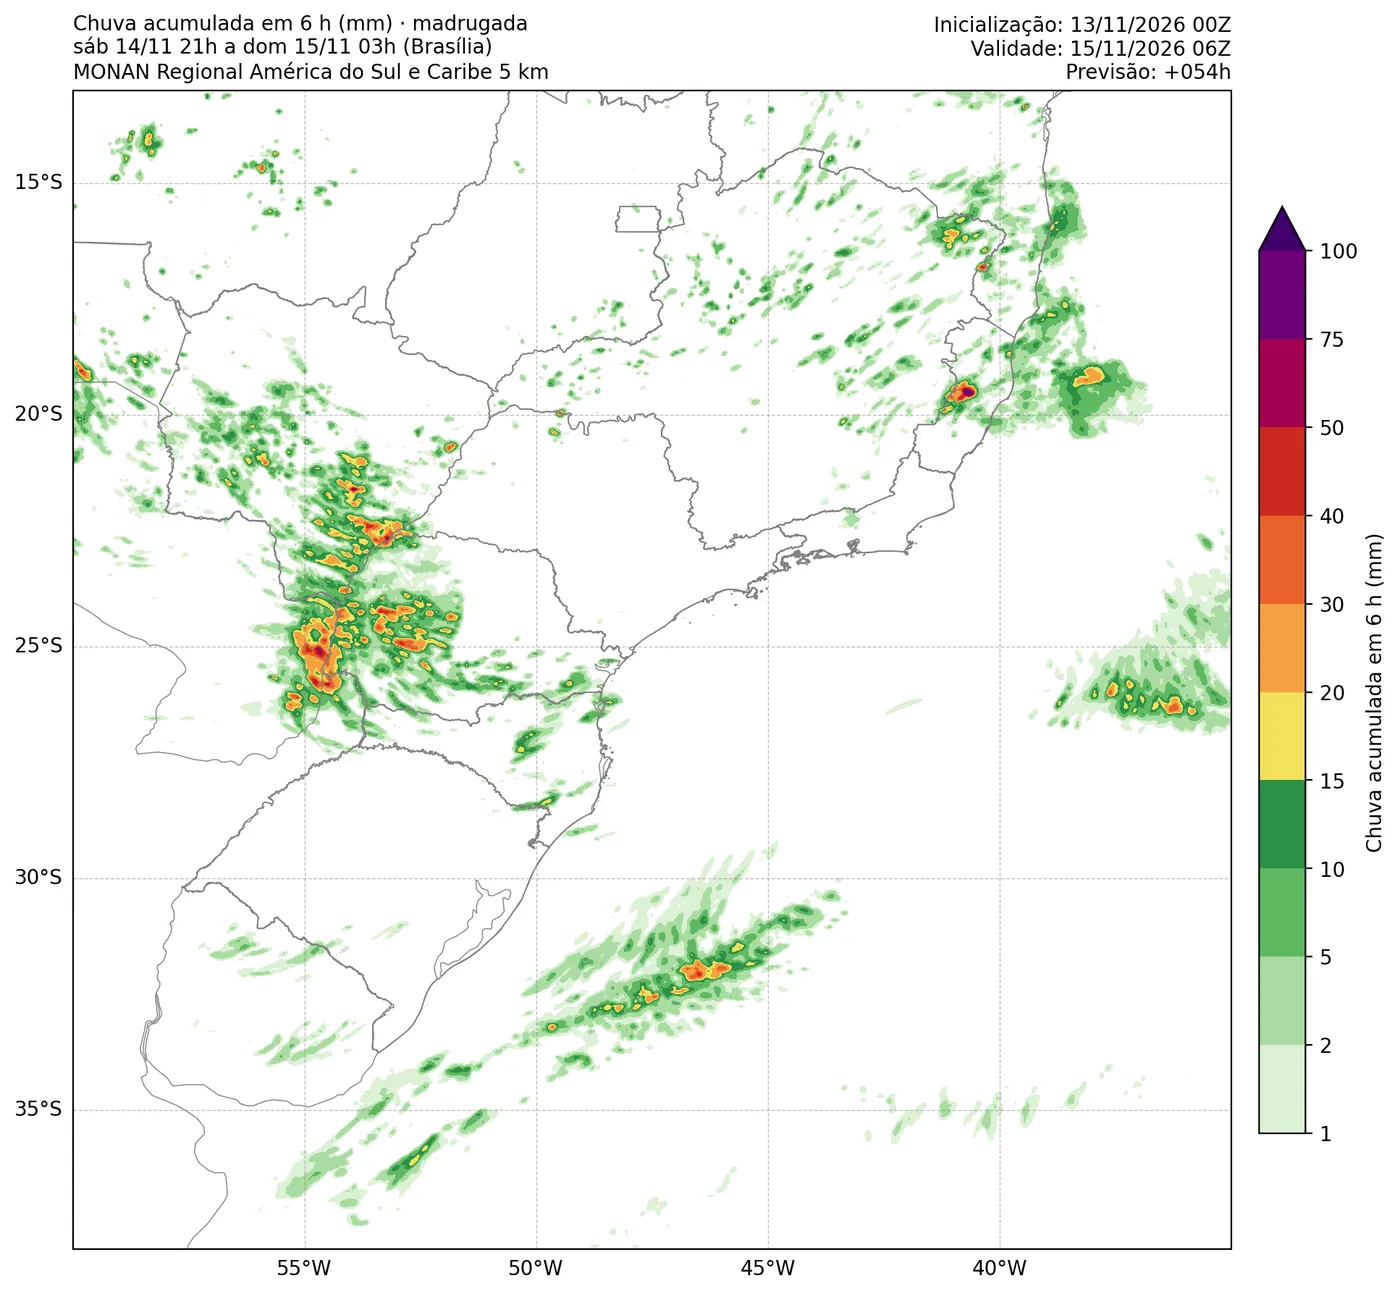 Chuva acumulada em 6 h (mm) · madrugada
sáb 14/11 21h a dom 15/11 03h (Brasília)
MONAN Regional América do Sul e Caribe 5 km
Inicialização: 13/11/2026 00Z
Validade: 15/11/2026 06Z
Previsão: +054h
15°S
20°S
25°S
30°S
35°S
55°W
50°W
45°W
40°W
100
75
50
40
30
20
15
10
5
2
1
Chuva acumulada em 6 h (mm)